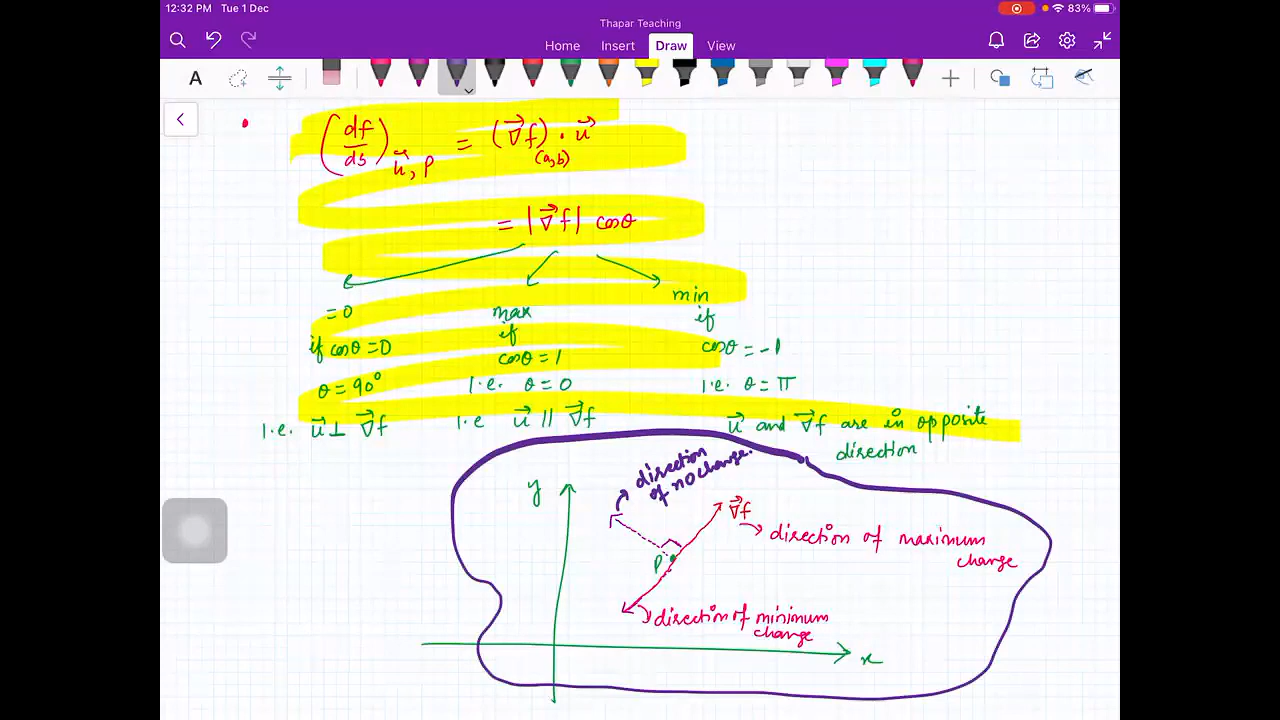 12:32 PM Tue 1 Dec
83%
Thapar Teaching
Home Insert Draw View
A
(df/ds) u⃗, P = (∇⃗f)(a,b) · u⃗
= |∇⃗f| cosθ
=0
if cosθ = 0
θ = 90°
i.e. u⃗ ⊥ ∇⃗f
max
if
cosθ = 1
i.e. θ = 0
i.e u⃗ // ∇⃗f
min
if
cosθ = -1
i.e. θ = π
u⃗ and ∇⃗f are in opposite
direction
direction
of no change.
y
∇⃗f
direction of maximum
change
P
direction of minimum
change
x